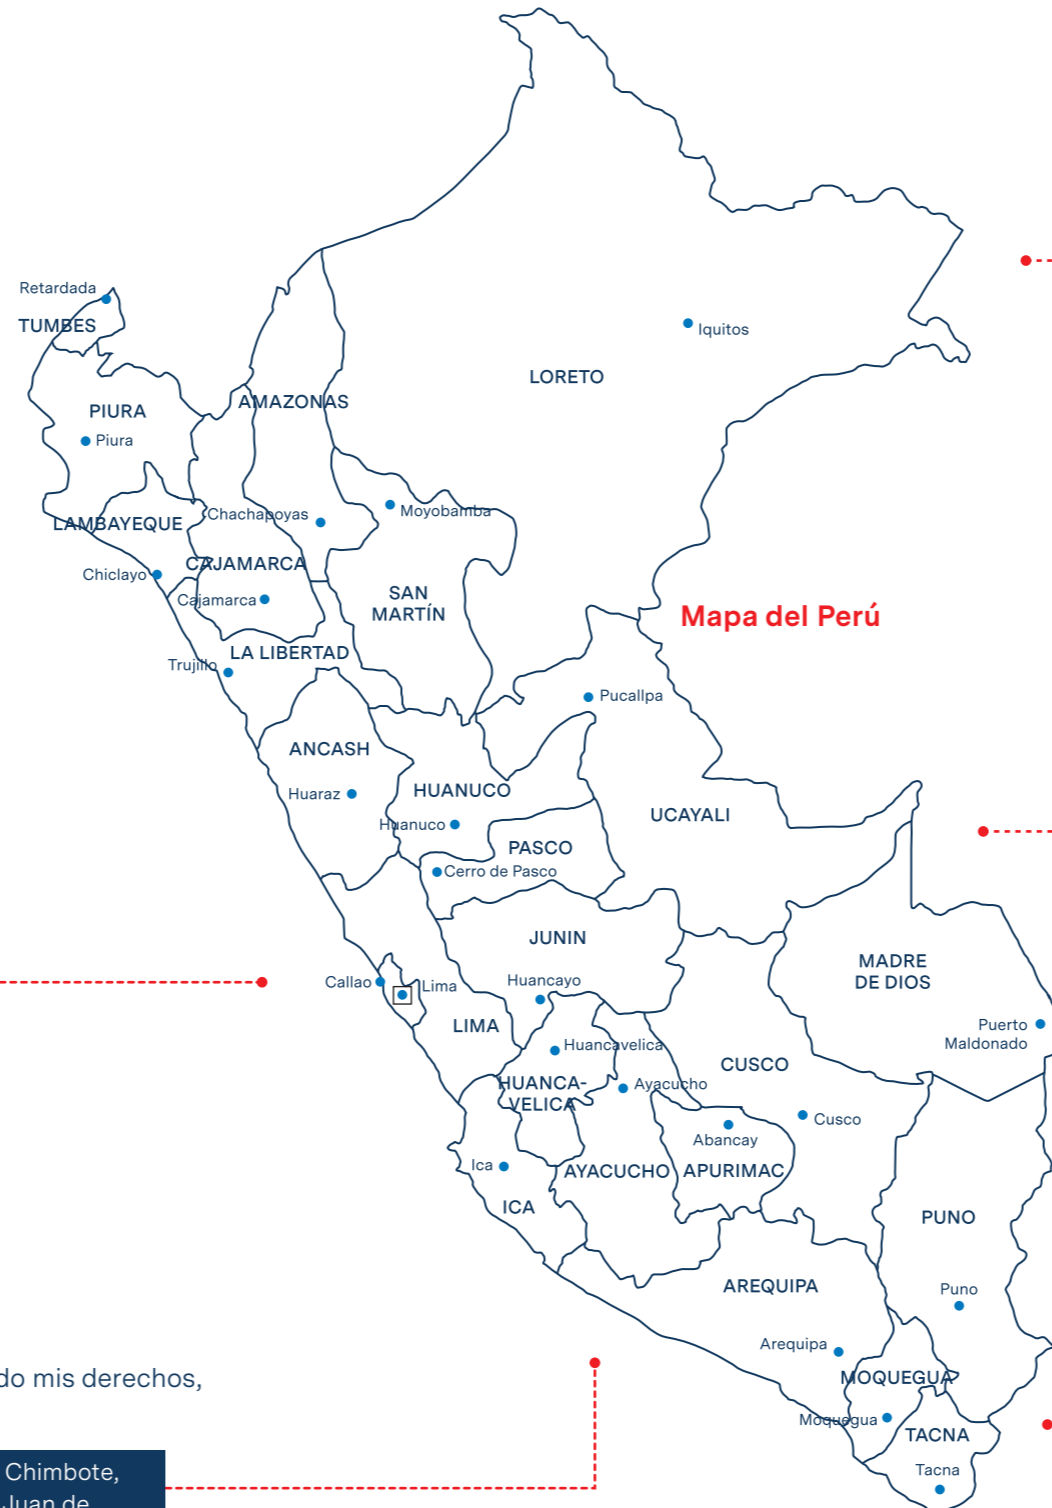 Retardada
TUMBES
Iquitos
LORETO
AMAZONAS
PIURA
Piura
Chachapoyas
Moyobamba
LAMBAYEQUE
CAJAMARCA
Chiclayo
Cajamarca
SAN
MARTÍN
Mapa del Perú
LA LIBERTAD
Trujillo
Pucallpa
ANCASH
Huaraz
HUANUCO
Huanuco
UCAYALI
PASCO
Cerro de Pasco
JUNIN
MADRE
DE DIOS
Callao
Lima
Huancayo
LIMA
Puerto
Maldonado
Huancavelica
CUSCO
HUANCA-
VELICA
Ayacucho
Cusco
Abancay
Ica
AYACUCHO
APURIMAC
ICA
PUNO
AREQUIPA
Puno
Arequipa
MOQUEGUA
Moquegua
TACNA
Tacna
do mis derechos,
Chimbote,
Juan de